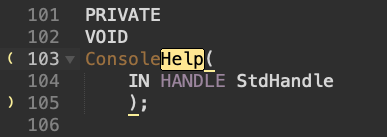 101 PRIVATE
102 VOID
( 103 ConsoleHelp(
104 IN HANDLE StdHandle
) 105 );
106